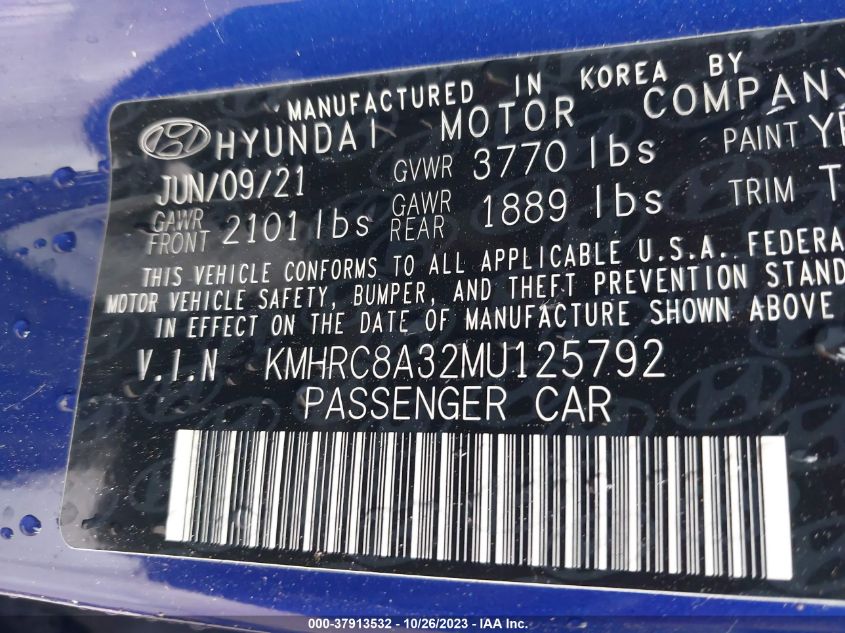 MANUFACTURED IN KOREA BY
HYUNDAI MOTOR COMPANY
JUN/09/21 GVWR 3770 lbs PAINT
GAWR FRONT 2101 lbs GAWR REAR 1889 lbs TRIM
THIS VEHICLE CONFORMS TO ALL APPLICABLE U.S.A.. FEDERA
MOTOR VEHICLE SAFETY, BUMPER, AND THEFT PREVENTION STAND
IN EFFECT ON THE DATE OF MANUFACTURE SHOWN ABOVE
V.I.N KMHRC8A32MU125792
PASSENGER CAR
000-37913532 - 10/26/2023 - IAA Inc.